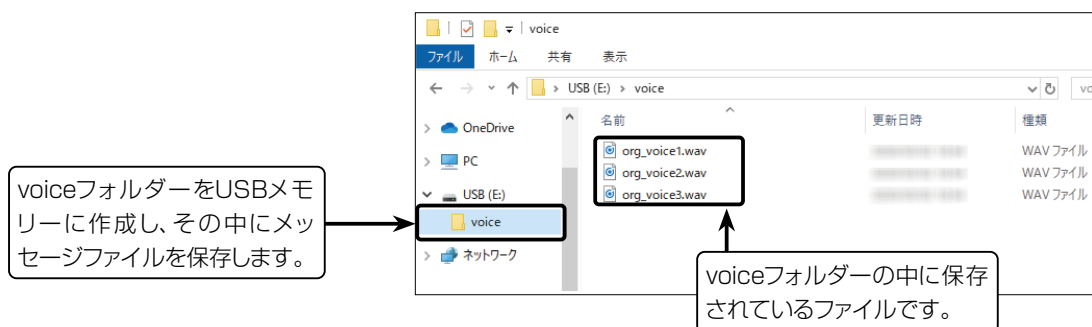 voice
ファイル ホーム 共有 表示
USB (E:) › voice
名前 更新日時 種類
OneDrive
PC
USB (E:)
voice
ネットワーク
org_voice1.wav WAV ファイル
org_voice2.wav WAV ファイル
org_voice3.wav WAV ファイル
voiceフォルダーをUSBメモ
リーに作成し、その中にメッ
セージファイルを保存します。
voiceフォルダーの中に保存
されているファイルです。